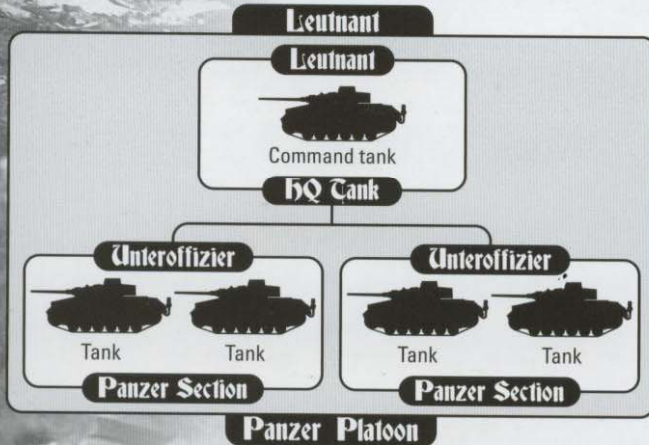 Leutnant
Leutnant
Command tank
HQ Tank
Unteroffizier
Unteroffizier
Tank Tank
Tank Tank
Panzer Section
Panzer Section
Panzer Platoon